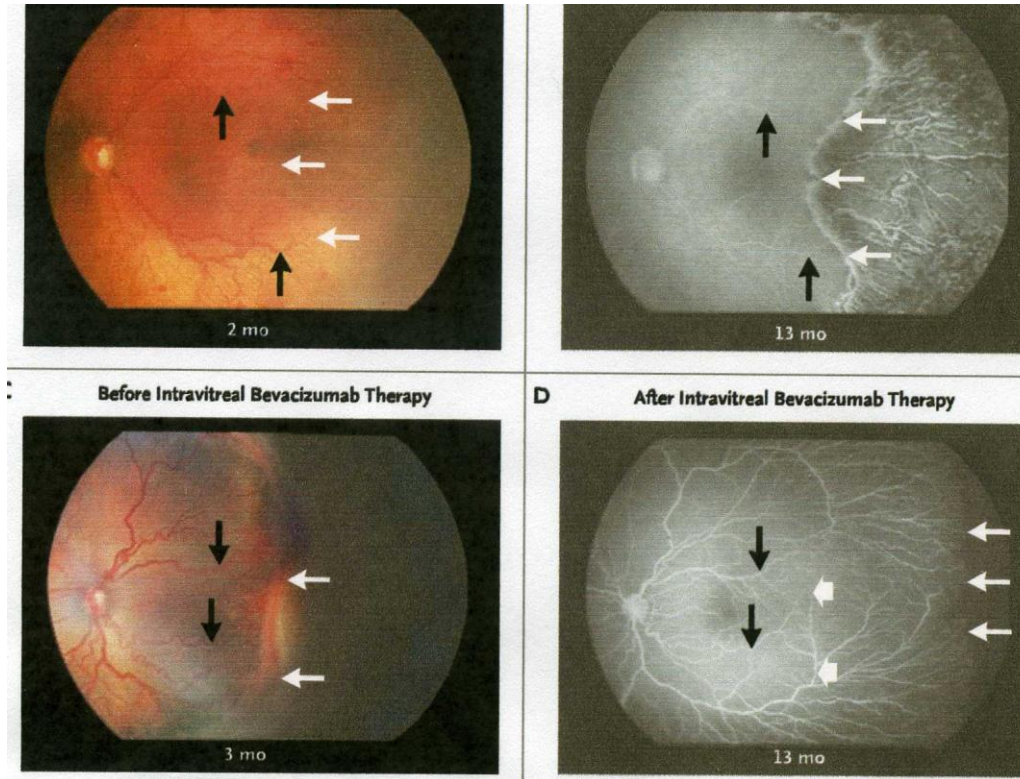 2 mo
13 mo
Before Intravitreal Bevacizumab Therapy
D
After Intravitreal Bevacizumab Therapy
3 mo
13 mo